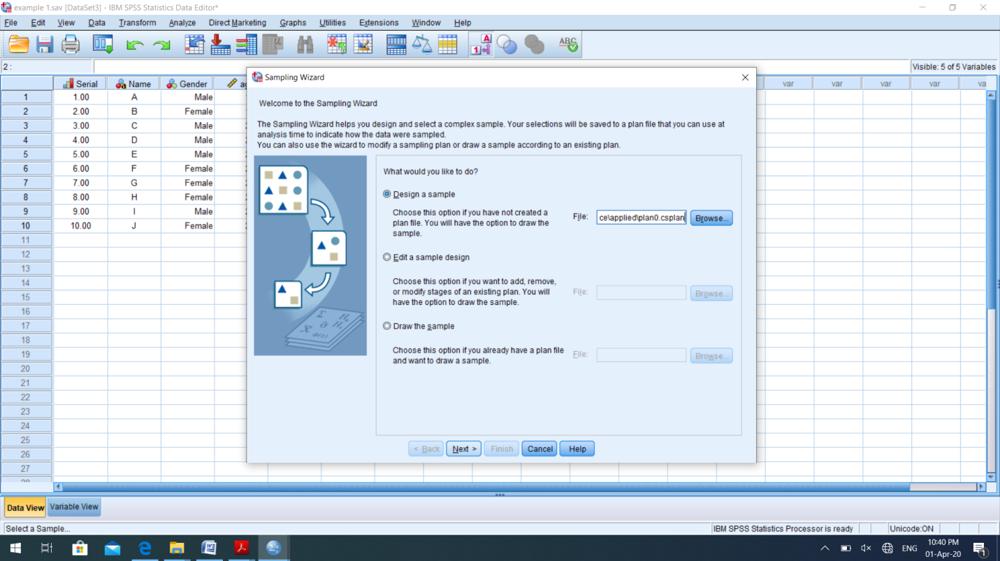 example 1.sav [DataSet3] - IBM SPSS Statistics Data Editor*
File Edit View Data Transform Analyze Direct Marketing Graphs Utilities Extensions Window Help
2 :
Visible: 5 of 5 Variables
Serial Name Gender var var var var
1 1.00 A Male
2 2.00 B Female
3 3.00 C Male
4 4.00 D Male
5 5.00 E Male
6 6.00 F Female
7 7.00 G Female
8 8.00 H Female
9 9.00 I Male
10 10.00 J Female
11
12
13
14
15
16
17
18
19
20
21
22
23
24
25
26
27
Sampling Wizard
Welcome to the Sampling Wizard
The Sampling Wizard helps you design and select a complex sample. Your selections will be saved to a plan file that you can use at
analysis time to indicate how the data were sampled.
You can also use the wizard to modify a sampling plan or draw a sample according to an existing plan.
What would you like to do?
Design a sample
Choose this option if you have not created a
plan file. You will have the option to draw the
sample.
File: ce\applied\plan0.csplan Browse...
Edit a sample design
Choose this option if you want to add, remove,
or modify stages of an existing plan. You will
have the option to draw the sample.
File: Browse...
Draw the sample
Choose this option if you already have a plan file
and want to draw a sample.
File: Browse...
< Back Next > Finish Cancel Help
Data View Variable View
Select a Sample...
IBM SPSS Statistics Processor is ready Unicode:ON
ENG
10:40 PM
01-Apr-20
1